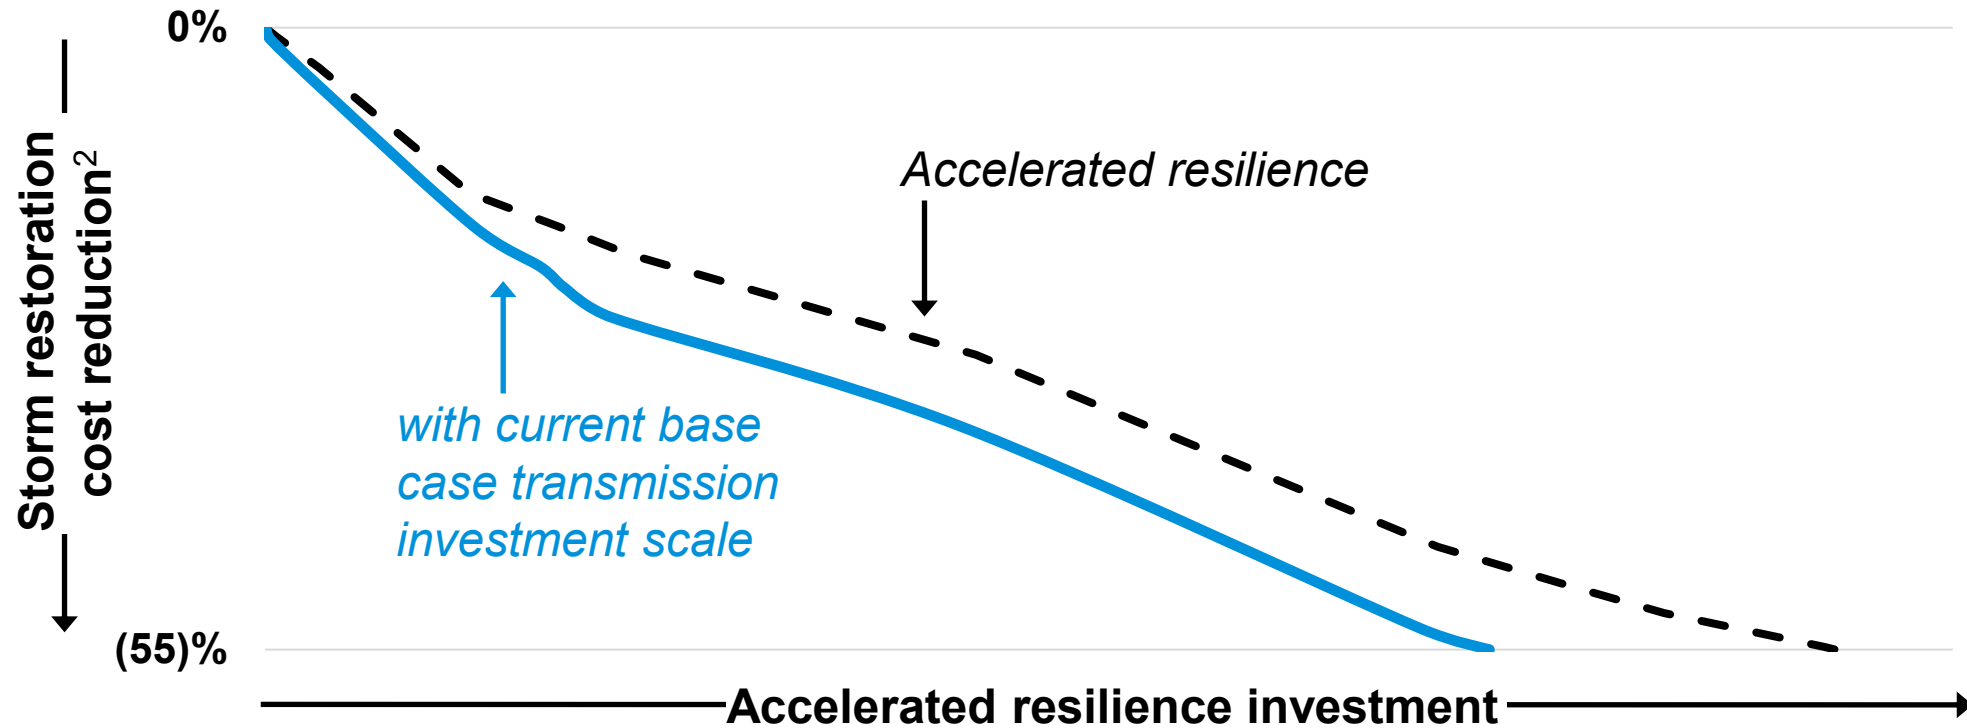 0%
Storm restoration
cost reduction²
Accelerated resilience
with current base
case transmission
investment scale
(55)%
Accelerated resilience investment